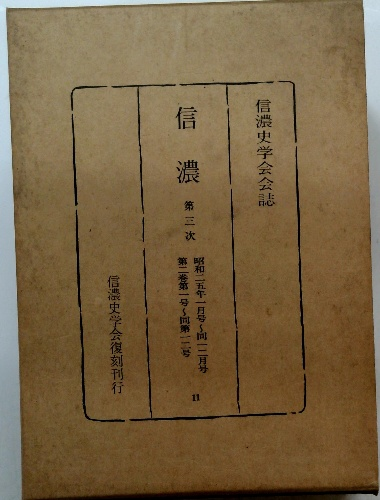 信濃史学会会誌
信濃
第三次
昭和二五年一月号～同一二月号
第二巻第一号～同第一二号
11
信濃史学会復刻刊行